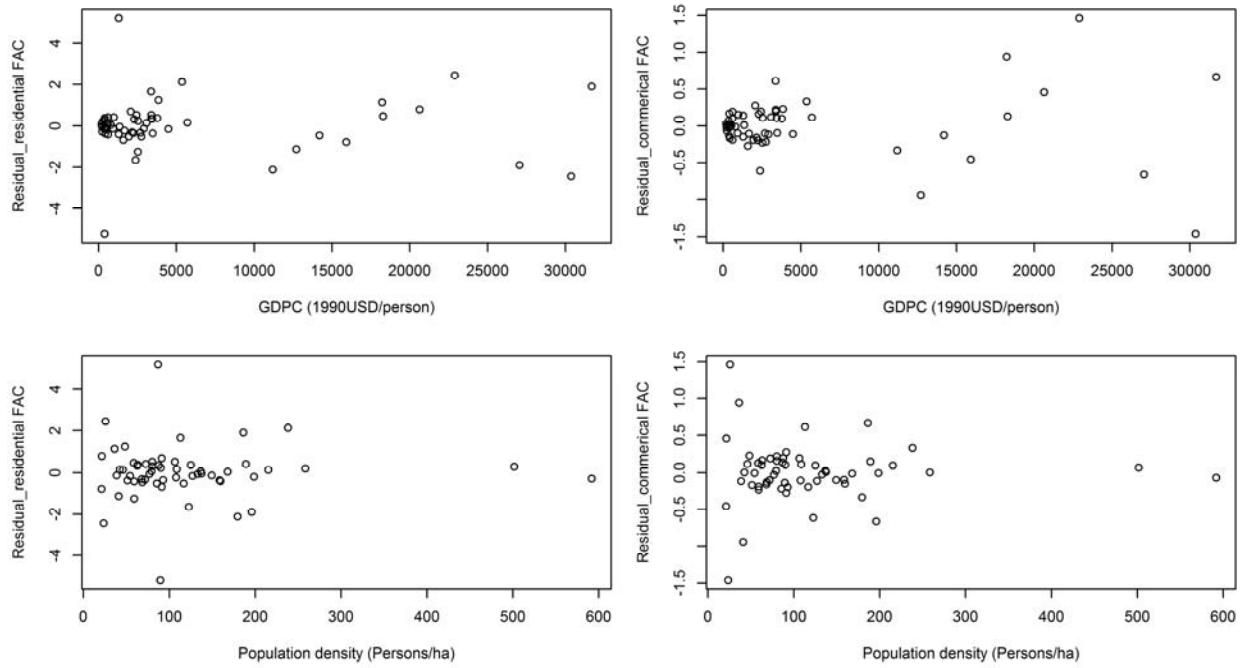 Residual_residential FAC
4
2
0
-2
-4
0 5000 10000 15000 20000 25000 30000
GDPC (1990USD/person)
Residual_commerical FAC
1.5
1.0
0.5
0.0
-0.5
-1.5
0 5000 10000 15000 20000 25000 30000
GDPC (1990USD/person)
Residual_residential FAC
4
2
0
-2
-4
0 100 200 300 400 500 600
Population density (Persons/ha)
Residual_commerical FAC
1.5
1.0
0.5
0.0
-0.5
-1.5
0 100 200 300 400 500 600
Population density (Persons/ha)